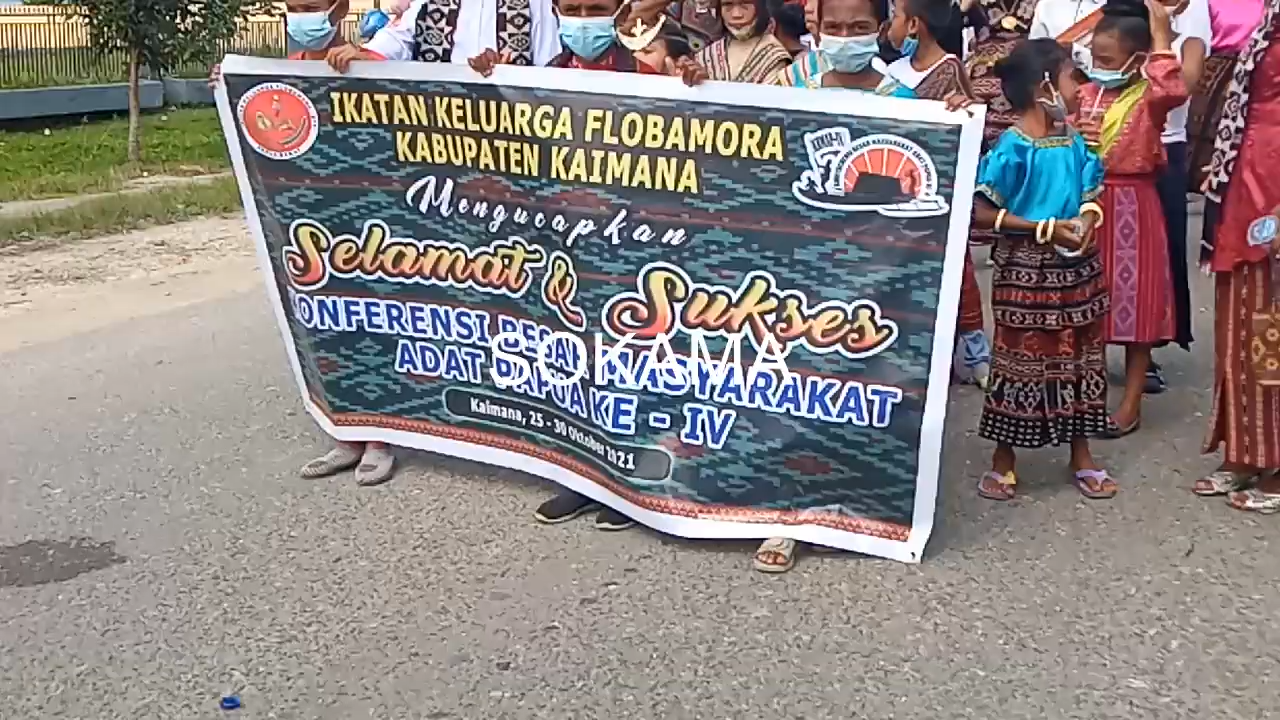 IKATAN KELUARGA FLOBAMORA
KABUPATEN KAIMANA
Mengucapkan
Selamat & Sukses
KONFERENSI BESAR MASYARAKAT
ADAT PAPUA KE - IV
Kaimana, 25 - 30 Oktober 2021
SOKAMA